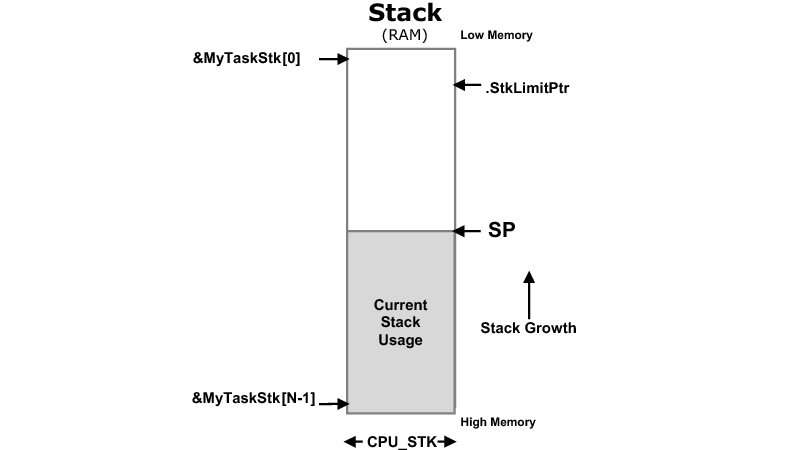 Stack
(RAM)
Low Memory
&MyTaskStk[0]
.StkLimitPtr
SP
Current
Stack
Usage
Stack Growth
&MyTaskStk[N-1]
High Memory
CPU_STK